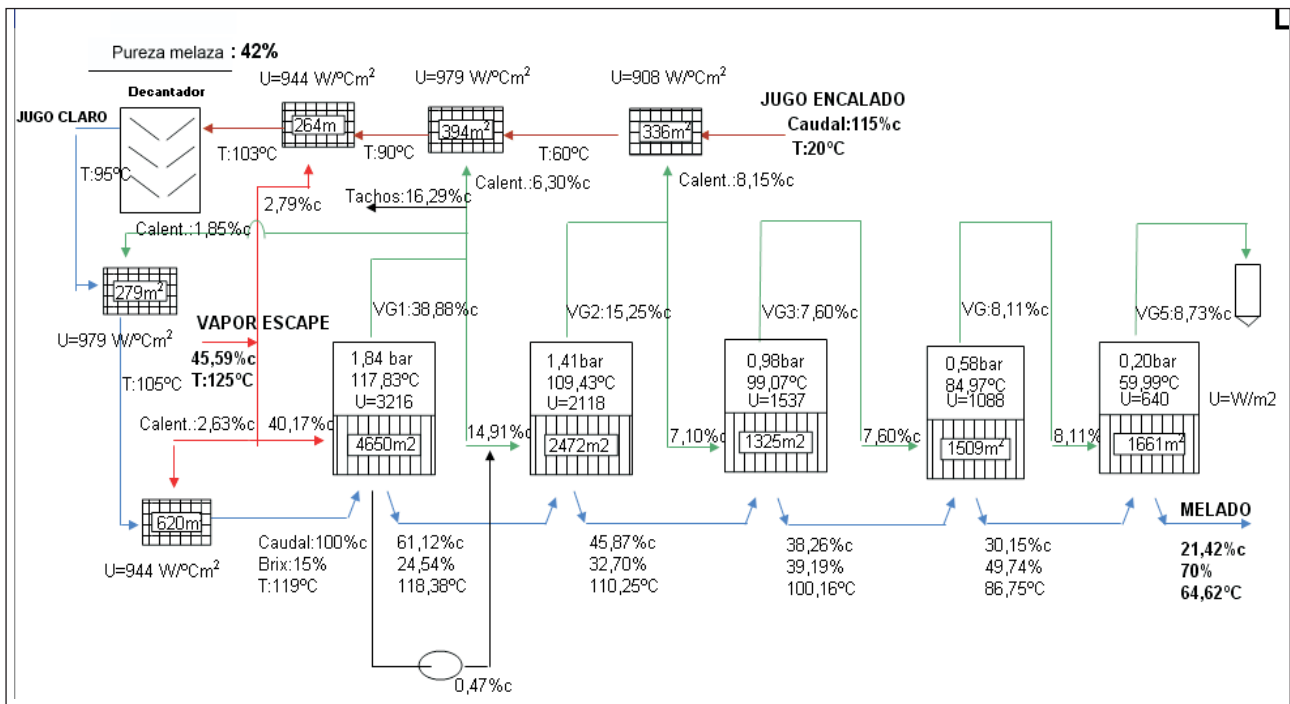 Pureza melaza : 42%
U=944 W/ºCm²
U=979 W/ºCm²
U=908 W/ºCm²
Decantador
JUGO ENCALADO
JUGO CLARO
Caudal:115%c
264m
394m²
336m²
T:20ºC
T:103ºC
T:90ºC
T:60ºC
T:95ºC
Calent.:6,30%c
Calent.:8,15%c
2,79%c
Tachos:16,29%c
Calent.:1,85%c
279m²
VG1:38,88%c
VG2:15,25%c
VG3:7,60%c
VG:8,11%c
VG5:8,73%c
VAPOR ESCAPE
U=979 W/ºCm²
45,59%c
T:125ºC
1,84 bar
117,83ºC
U=3216
1,41bar
109,43ºC
U=2118
0,98bar
99,07ºC
U=1537
0,58bar
84,97ºC
U=1088
0,20bar
59,99ºC
U=640
U=W/m2
T:105ºC
Calent.:2,63%c
40,17%c
4650m2
14,91%c
2472m2
7,10%c
1325m2
7,60%c
1509m²
8,11%
1661m²
620m
MELADO
U=944 W/ºCm²
Caudal:100%c
Brix:15%
T:119ºC
61,12%c
24,54%
118,38ºC
45,87%c
32,70%
110,25ºC
38,26%c
39,19%
100,16ºC
30,15%c
49,74%
86,75ºC
21,42%c
70%
64,62ºC
0,47%c